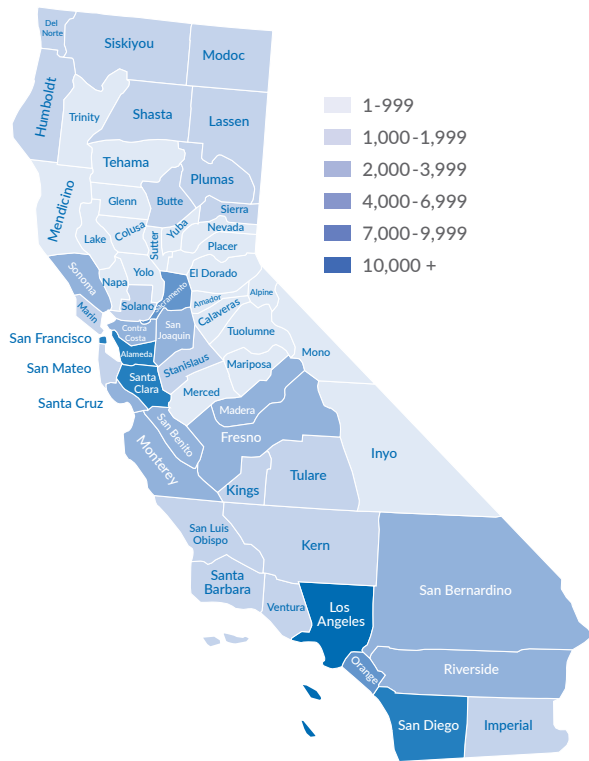 Del
Norte
Siskiyou
Modoc
Humboldt
Trinity
Shasta
Lassen
1-999
1,000-1,999
2,000-3,999
4,000-6,999
7,000-9,999
10,000 +
Tehama
Plumas
Mendicino
Glenn
Butte
Sierra
Lake
Colusa
Sutter
Yuba
Nevada
Placer
Sonoma
Napa
Yolo
El Dorado
Alpine
Marin
Solano
Sacramento
Amador
Calaveras
San Francisco
Contra
Costa
San
Joaquin
Tuolumne
Alameda
Mono
San Mateo
Santa
Clara
Stanislaus
Mariposa
Merced
Santa Cruz
Madera
San Benito
Fresno
Monterey
Inyo
Kings
Tulare
San Luis
Obispo
Kern
Santa
Barbara
San Bernardino
Ventura
Los
Angeles
Orange
Riverside
San Diego
Imperial